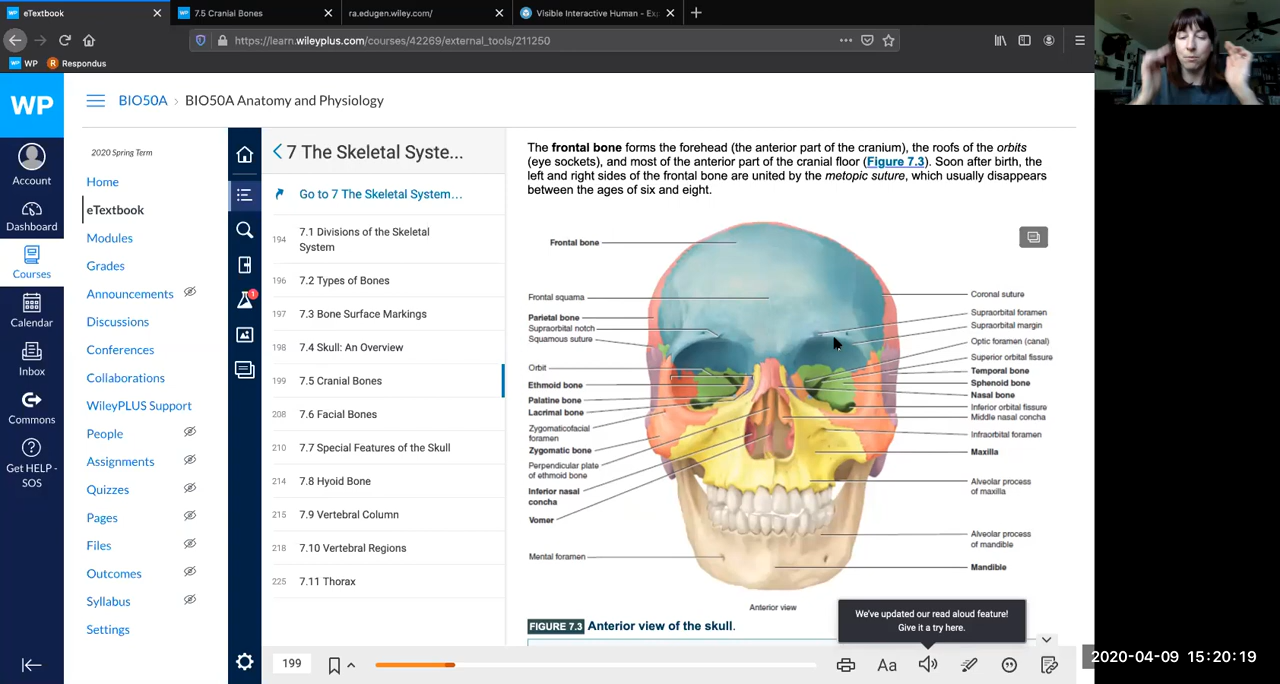 eTextbook
7.5 Cranial Bones
ra.edugen.wiley.com/
Visible Interactive Human - Ex
https://learn.wileyplus.com/courses/42269/external_tools/211250
WP
Respondus
WP
BIO50A > BIO50A Anatomy and Physiology
Account
Dashboard
Courses
Calendar
Inbox
Commons
Get HELP -
SOS
2020 Spring Term
Home
eTextbook
Modules
Grades
Announcements
Discussions
Conferences
Collaborations
WileyPLUS Support
People
Assignments
Quizzes
Pages
Files
Outcomes
Syllabus
Settings
7 The Skeletal Syste...
Go to 7 The Skeletal System...
194 7.1 Divisions of the Skeletal
System
196 7.2 Types of Bones
197 7.3 Bone Surface Markings
198 7.4 Skull: An Overview
199 7.5 Cranial Bones
208 7.6 Facial Bones
210 7.7 Special Features of the Skull
214 7.8 Hyoid Bone
215 7.9 Vertebral Column
218 7.10 Vertebral Regions
225 7.11 Thorax
The frontal bone forms the forehead (the anterior part of the cranium), the roofs of the orbits
(eye sockets), and most of the anterior part of the cranial floor (Figure 7.3). Soon after birth, the
left and right sides of the frontal bone are united by the metopic suture, which usually disappears
between the ages of six and eight.
Frontal bone
Frontal squama
Parietal bone
Supraorbital notch
Squamous suture
Orbit
Ethmoid bone
Palatine bone
Lacrimal bone
Zygomaticofacial
foramen
Zygomatic bone
Perpendicular plate
of ethmoid bone
Inferior nasal
concha
Vomer
Mental foramen
Coronal suture
Supraorbital foramen
Supraorbital margin
Optic foramen (canal)
Superior orbital fissure
Temporal bone
Sphenoid bone
Nasal bone
Inferior orbital fissure
Middle nasal concha
Infraorbital foramen
Maxilla
Alveolar process
of maxilla
Alveolar process
of mandible
Mandible
Anterior view
FIGURE 7.3 Anterior view of the skull.
We've updated our read aloud feature!
Give it a try here.
199
Aa
2020-04-09 15:20:19